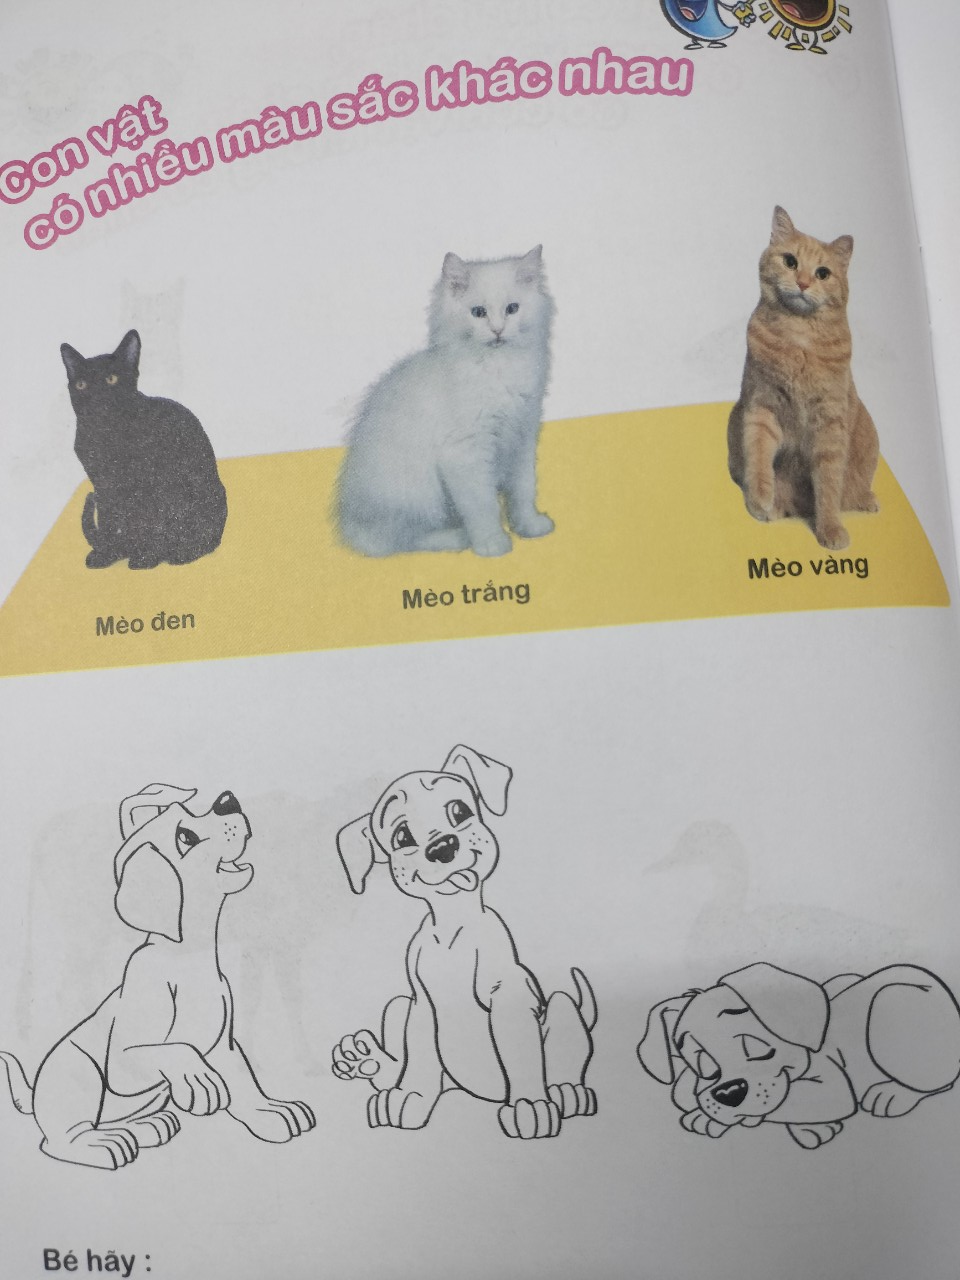 Con vật
có nhiều màu sắc khác nhau
Mèo đen
Mèo trắng
Mèo vàng
Bé hãy :